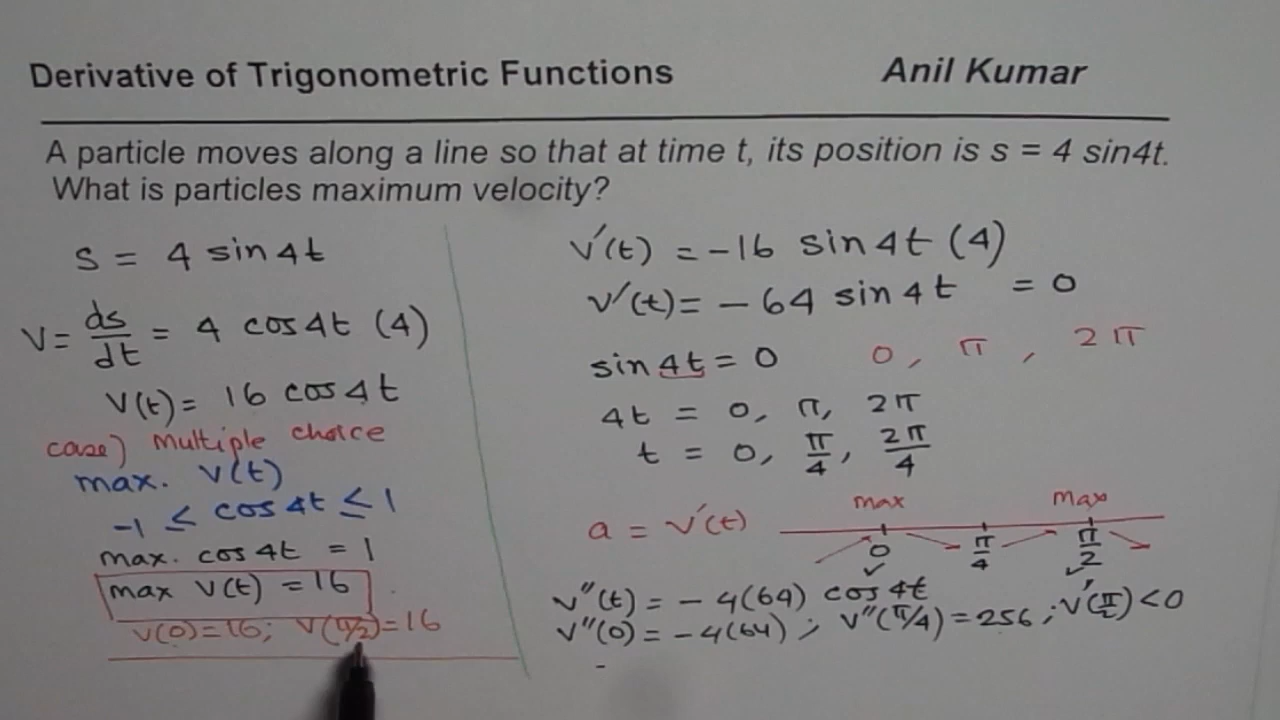 Derivative of Trigonometric Functions Anil Kumar
A particle moves along a line so that at time t, its position is s = 4 sin4t.
What is particles maximum velocity?
s = 4 sin 4t
V = ds/dt = 4 cos 4t (4)
V(t) = 16 cos 4t
case) Multiple choice
max. V(t)
-1 ≤ cos 4t ≤ 1
max. cos 4t = 1
max V(t) = 16
V(0) = 16; V(π/2) = 16
V'(t) = -16 sin 4t (4)
V'(t) = - 64 sin 4t = 0
sin 4t = 0 0, π, 2π
4t = 0, π, 2π
t = 0, π/4, 2π/4
a = V'(t) max Max
0 π/4 π/2
✓ ✓
V''(t) = - 4(64) cos 4t
V''(0) = - 4(64) ; V''(π/4) = 256 ; V'(π/2) < 0
-